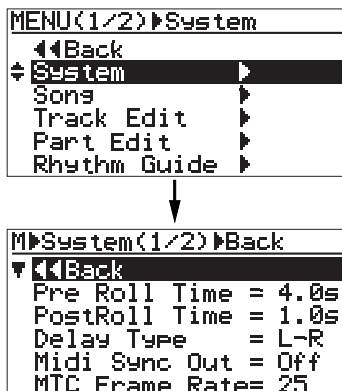 MENU(1/2)▶System
◀◀Back
System ▶
Song ▶
Track Edit ▶
Part Edit ▶
Rhythm Guide ▶
M▶System(1/2)▶Back
◀◀Back
Pre Roll Time = 4.0s
PostRoll Time = 1.0s
Delay Type = L-R
Midi Sync Out = Off
MTC Frame Rate= 25